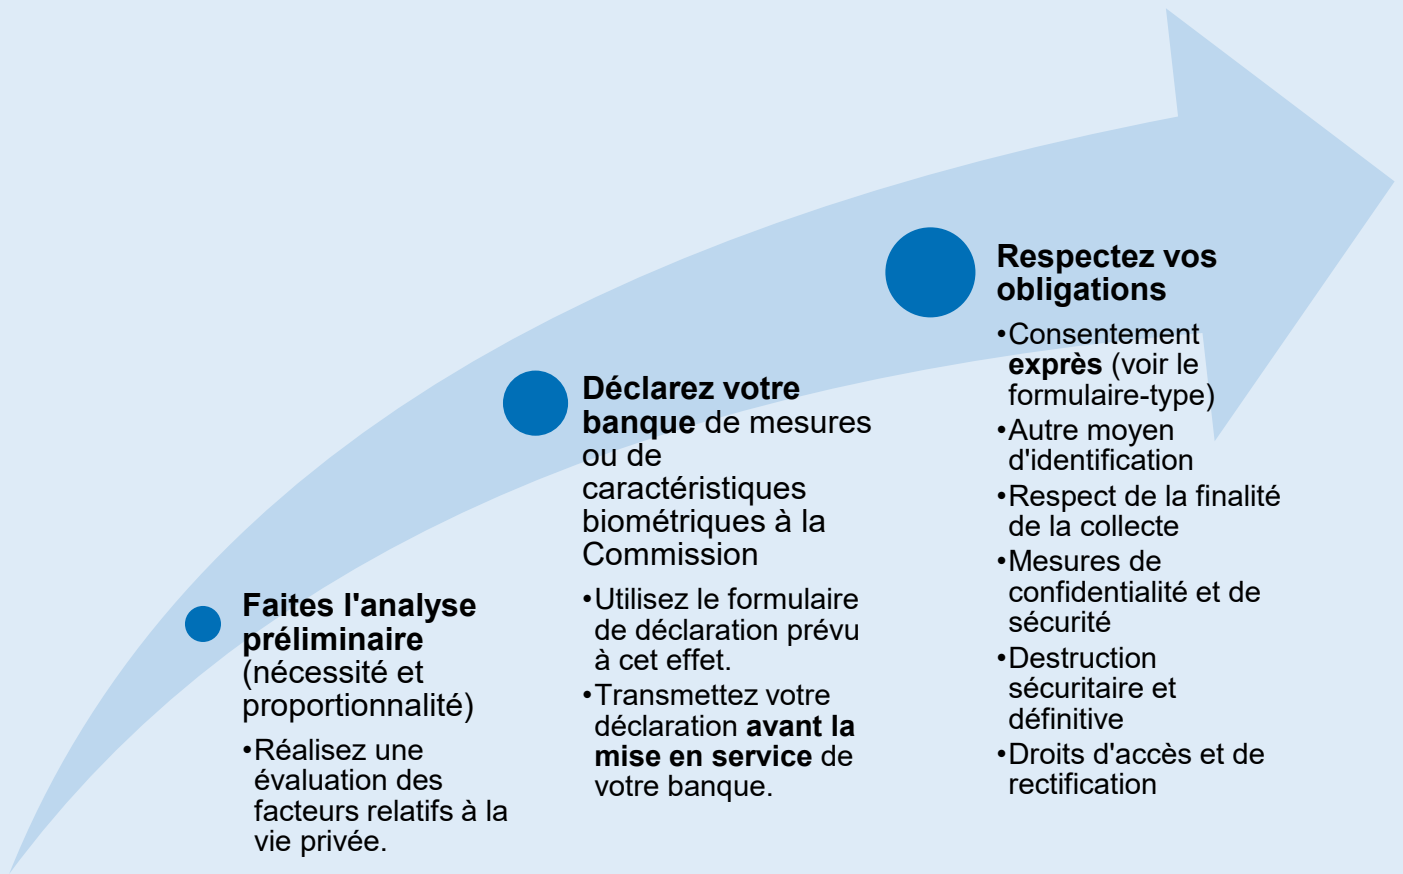 Faites l'analyse
préliminaire
(nécessité et
proportionnalité)
•Réalisez une
évaluation des
facteurs relatifs à la
vie privée.
Déclarez votre
banque de mesures
ou de
caractéristiques
biométriques à la
Commission
•Utilisez le formulaire
de déclaration prévu
à cet effet.
•Transmettez votre
déclaration avant la
mise en service de
votre banque.
Respectez vos
obligations
•Consentement
exprès (voir le
formulaire-type)
•Autre moyen
d'identification
•Respect de la finalité
de la collecte
•Mesures de
confidentialité et de
sécurité
•Destruction
sécuritaire et
définitive
•Droits d'accès et de
rectification